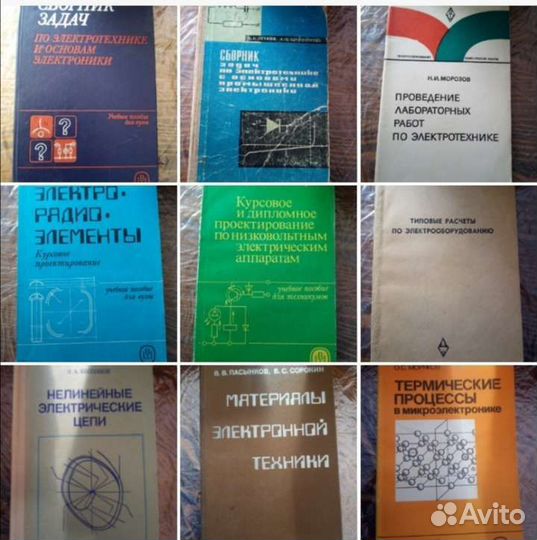 СБОРНИК
ЗАДАЧ
ПО ЭЛЕКТРОТЕХНИКЕ
И ОСНОВАМ
ЭЛЕКТРОНИКИ
Учебное пособие
для вузов
СБОРНИК
задач
по электротехнике
с основами
промышленной
электроники
Н.И.МОРОЗОВ
ПРОВЕДЕНИЕ
ЛАБОРАТОРНЫХ
РАБОТ
ПО ЭЛЕКТРОТЕХНИКЕ
ЭЛЕКТРО-
РАДИО-
ЭЛЕМЕНТЫ
Курсовое
проектирование
учебное пособие
для вузов
Курсовое
и дипломное
проектирование
по низковольтным
электрическим
аппаратам
учебное пособие
для техникумов
ТИПОВЫЕ РАСЧЕТЫ
ПО ЭЛЕКТРООБОРУДОВАНИЮ
НЕЛИНЕЙНЫЕ
ЭЛЕКТРИЧЕСКИЕ
ЦЕПИ
В. В. ПАСЫНКОВ, В. С. СОРОКИН
МАТЕРИАЛЫ
ЭЛЕКТРОННОЙ
ТЕХНИКИ
ТЕРМИЧЕСКИЕ
ПРОЦЕССЫ
в микроэлектронике
Avito